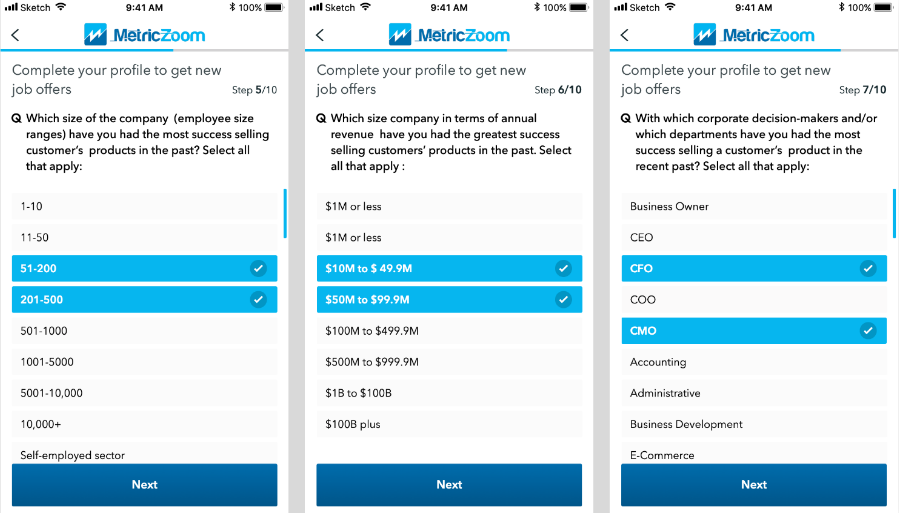 Sketch 9:41 AM 100%
MetricZoom
Complete your profile to get new
job offers
Step 5/10
Q Which size of the company (employee size
ranges) have you had the most success selling
customer's products in the past? Select all
that apply:
1-10
11-50
51-200
201-500
501-1000
1001-5000
5001-10,000
10,000+
Self-employed sector
Next
Sketch 9:41 AM 100%
MetricZoom
Complete your profile to get new
job offers
Step 6/10
Q Which size company in terms of annual
revenue have you had the greatest success
selling customers' products in the past. Select
all that apply :
$1M or less
$1M or less
$10M to $ 49.9M
$50M to $99.9M
$100M to $499.9M
$500M to $999.9M
$1B to $100B
$100B plus
Next
Sketch 9:41 AM 100%
MetricZoom
Complete your profile to get new
job offers
Step 7/10
Q With which corporate decision-makers and/or
which departments have you had the most
success selling a customer's product in the
recent past? Select all that apply:
Business Owner
CEO
CFO
COO
CMO
Accounting
Administrative
Business Development
E-Commerce
Next